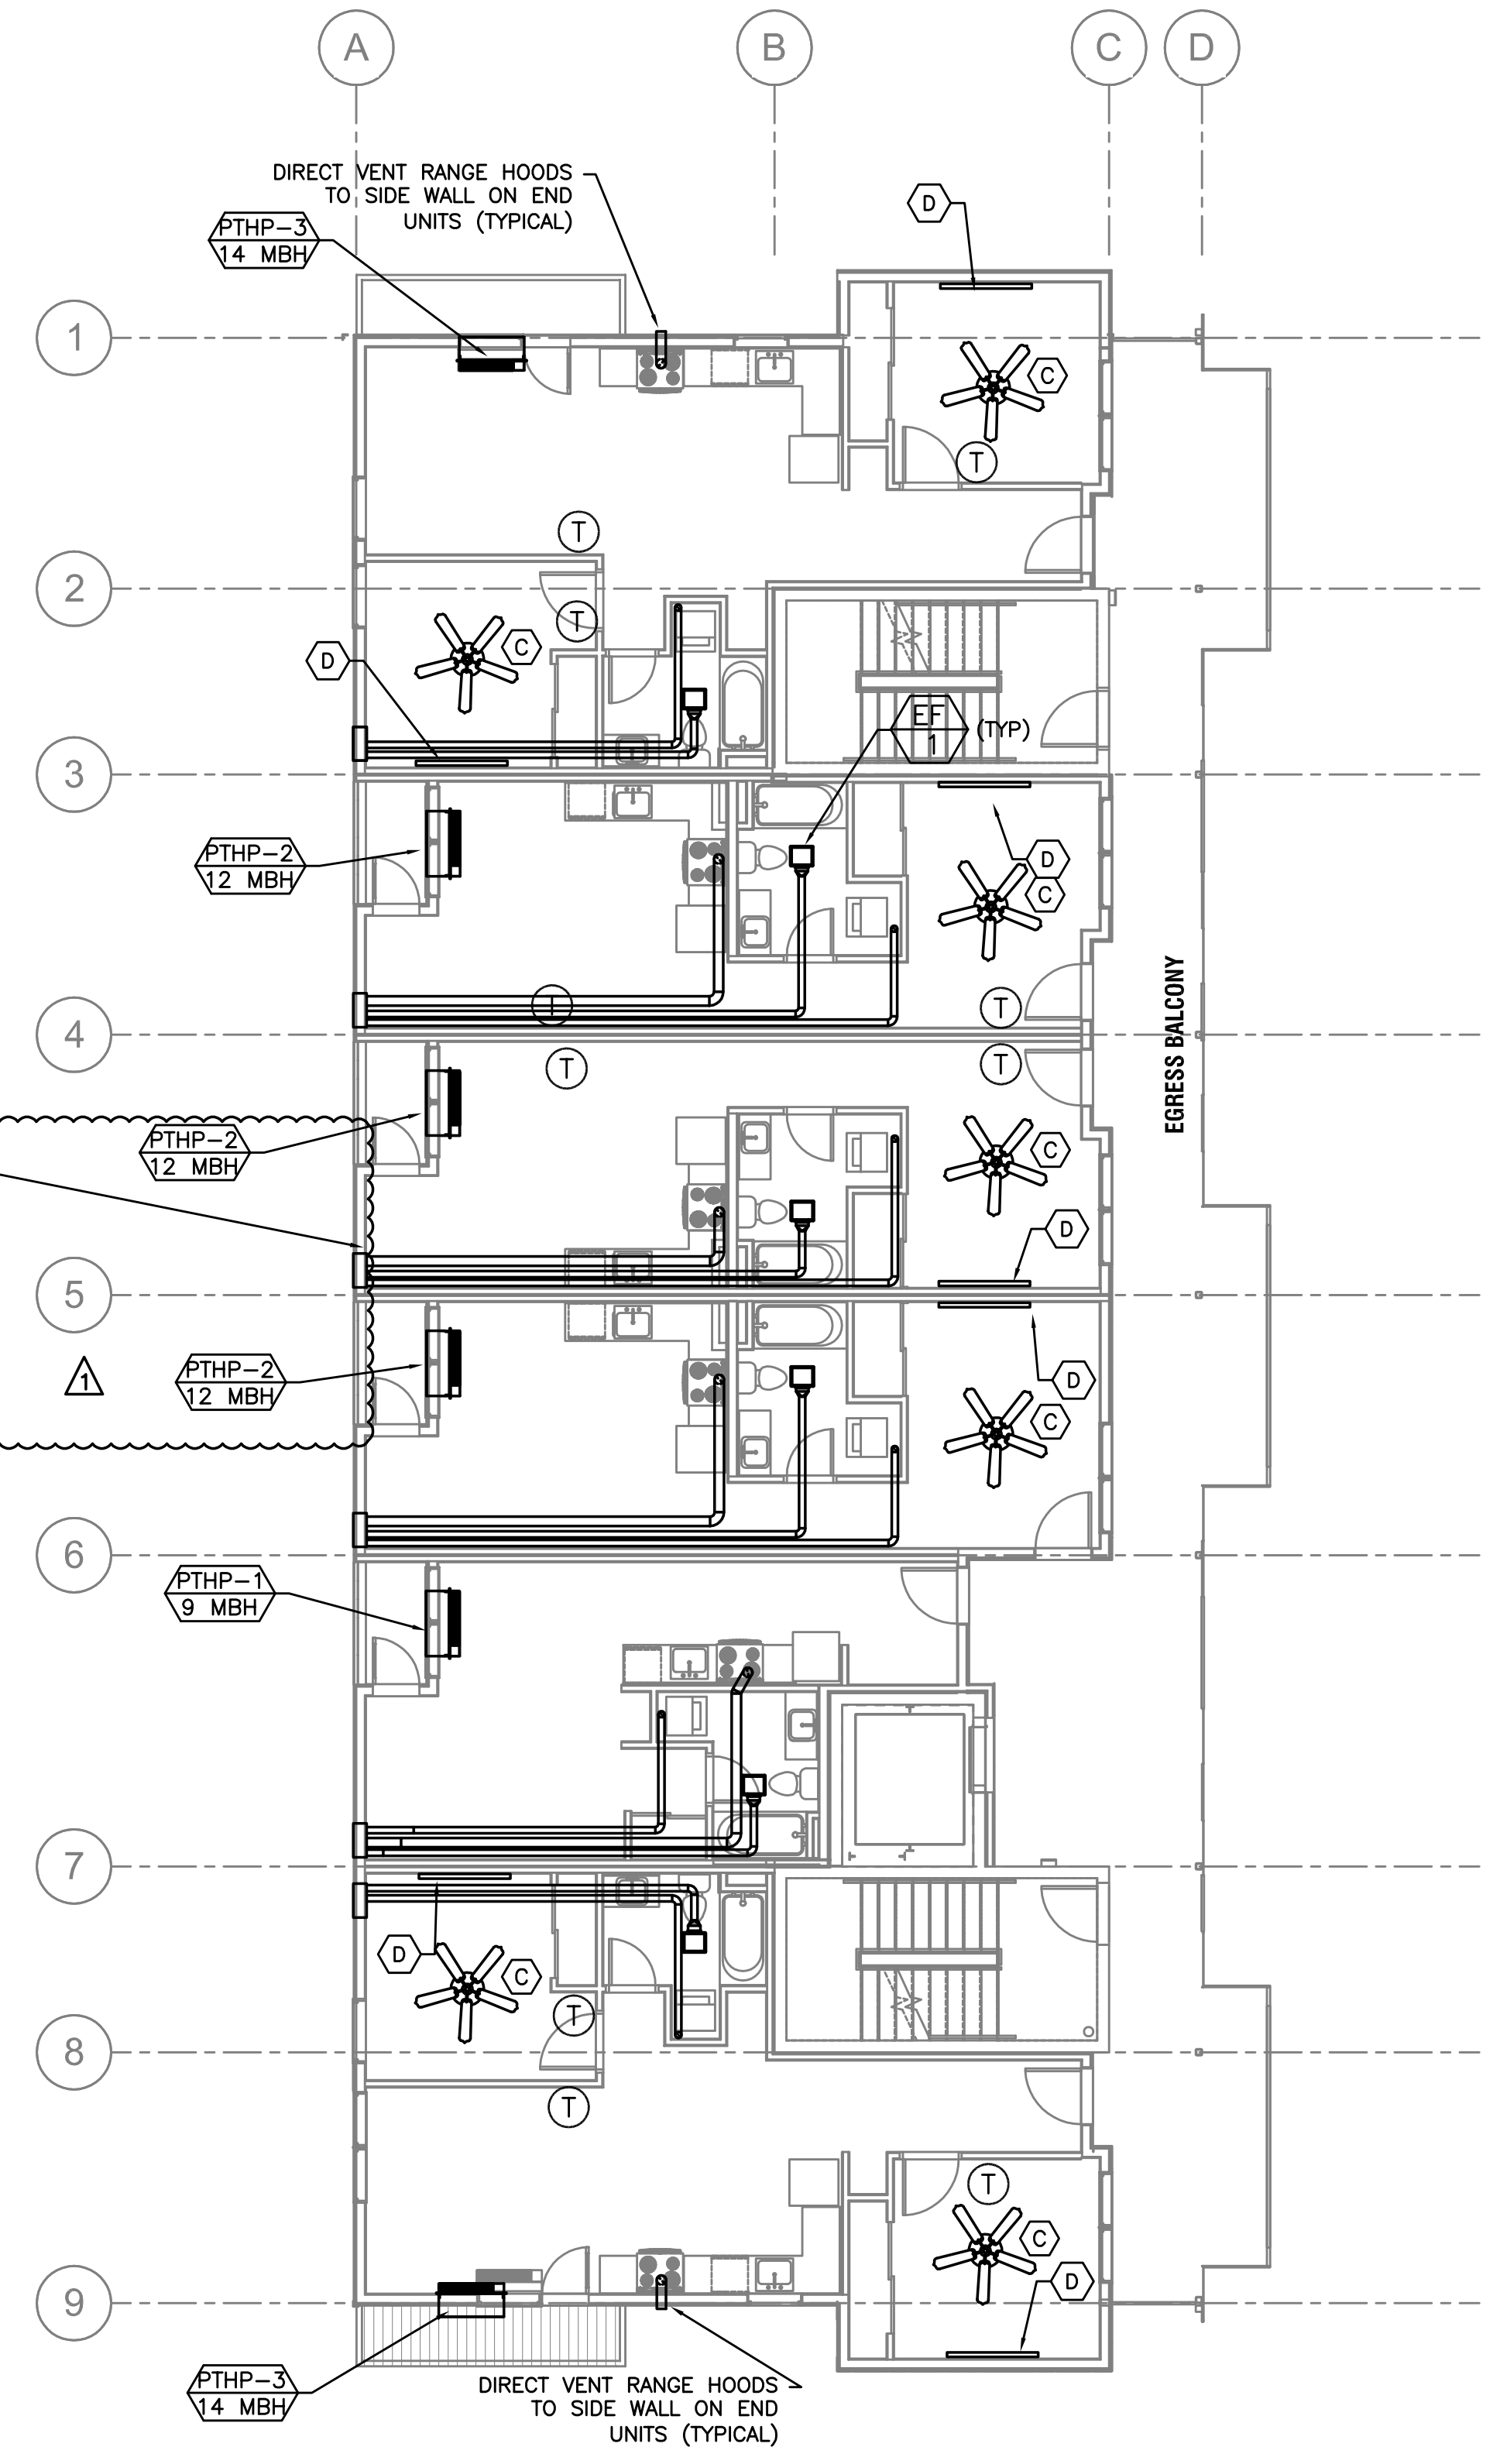 A
B
C
D
DIRECT VENT RANGE HOODS
TO SIDE WALL ON END
UNITS (TYPICAL)
D
PTHP-3
14 MBH
1
C
T
T
2
T
C
D
EF
1
(TYP)
3
PTHP-2
12 MBH
D
C
T
T
4
EGRESS BALCONY
T
T
PTHP-2
12 MBH
C
D
5
1
PTHP-2
12 MBH
D
C
6
PTHP-1
9 MBH
7
D
C
T
8
T
T
C
D
9
PTHP-3
14 MBH
DIRECT VENT RANGE HOODS
TO SIDE WALL ON END
UNITS (TYPICAL)